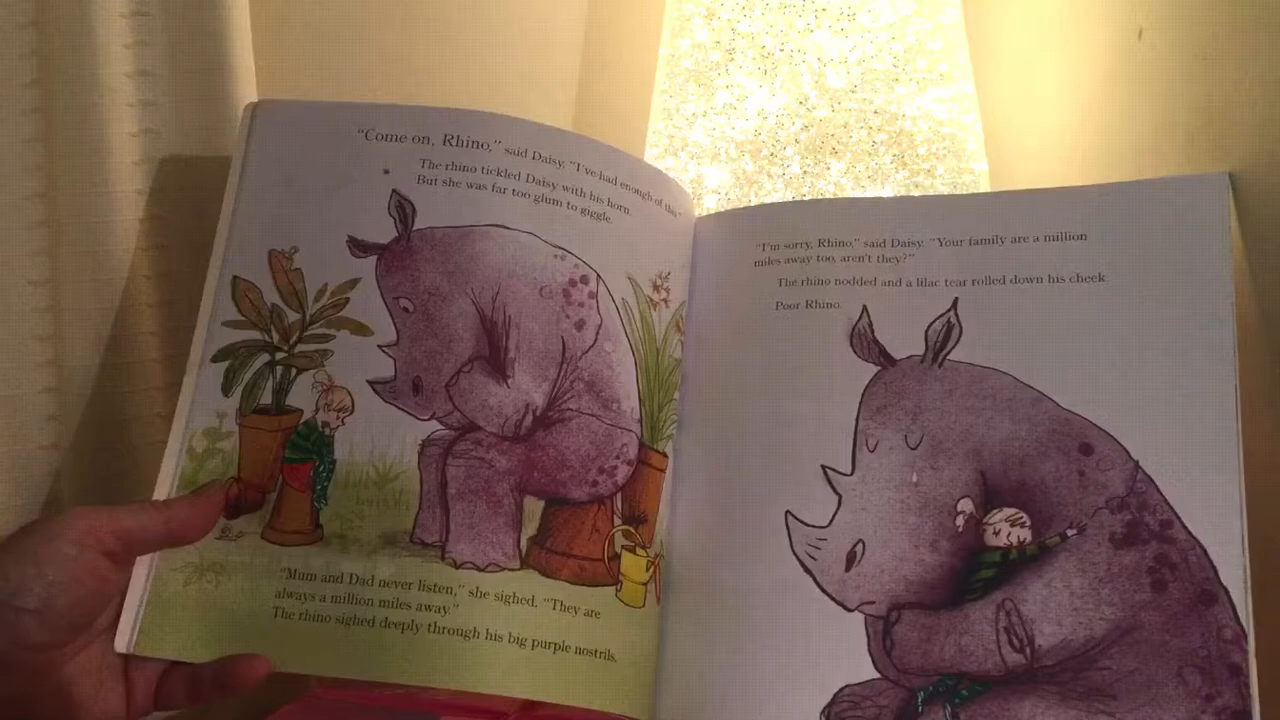 "Come on, Rhino," said Daisy. "I've had enough of this."
The rhino tickled Daisy with his horn.
But she was far too glum to giggle.
"Mum and Dad never listen," she sighed. "They are
always a million miles away."
The rhino sighed deeply through his big purple nostrils.
"I'm sorry, Rhino," said Daisy. "Your family are a million
miles away too, aren't they?"
The rhino nodded and a lilac tear rolled down his cheek.
Poor Rhino.